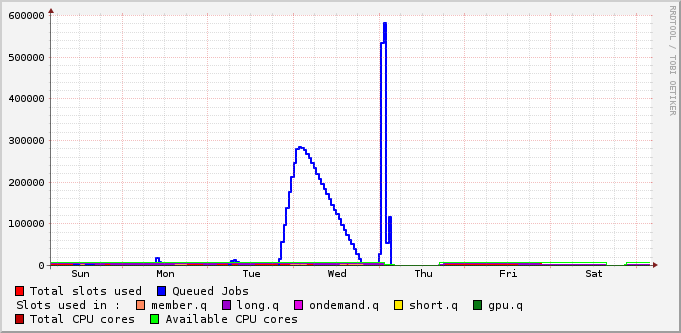 RRDTOOL / TOBI OETIKER
600000
500000
400000
300000
200000
100000
0
Sun Mon Tue Wed Thu Fri Sat
Total slots used Queued Jobs
Slots used in : member.q long.q ondemand.q short.q gpu.q
Total CPU cores Available CPU cores